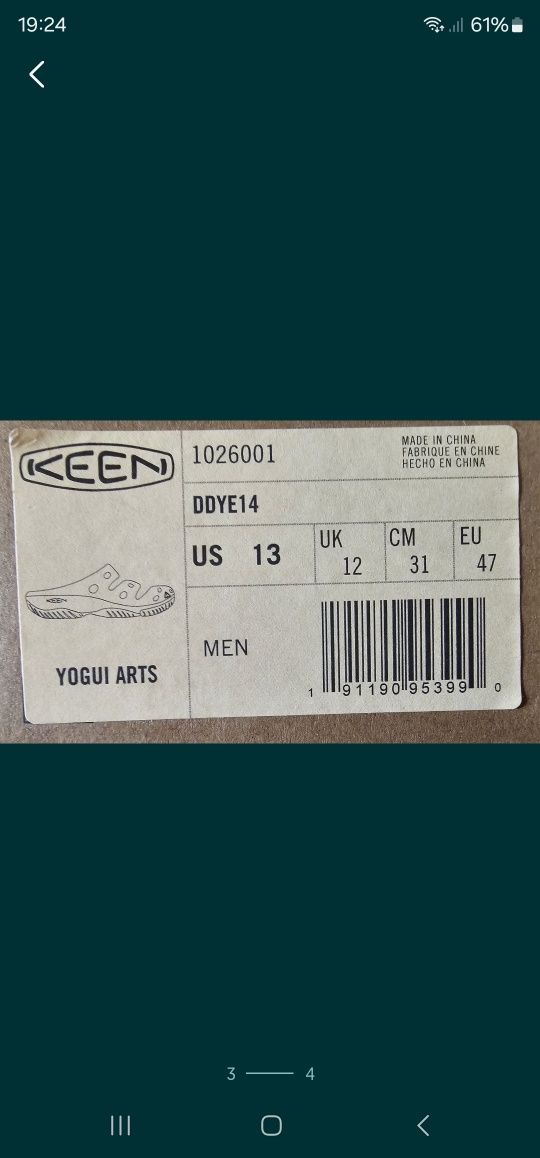 19:24
61%
KEEN
1026001
MADE IN CHINA
FABRIQUE EN CHINE
HECHO EN CHINA
DDYE14
US 13
UK 12
CM 31
EU 47
KEEN
YOGUI ARTS
MEN
1 91190 95399 0
3 4